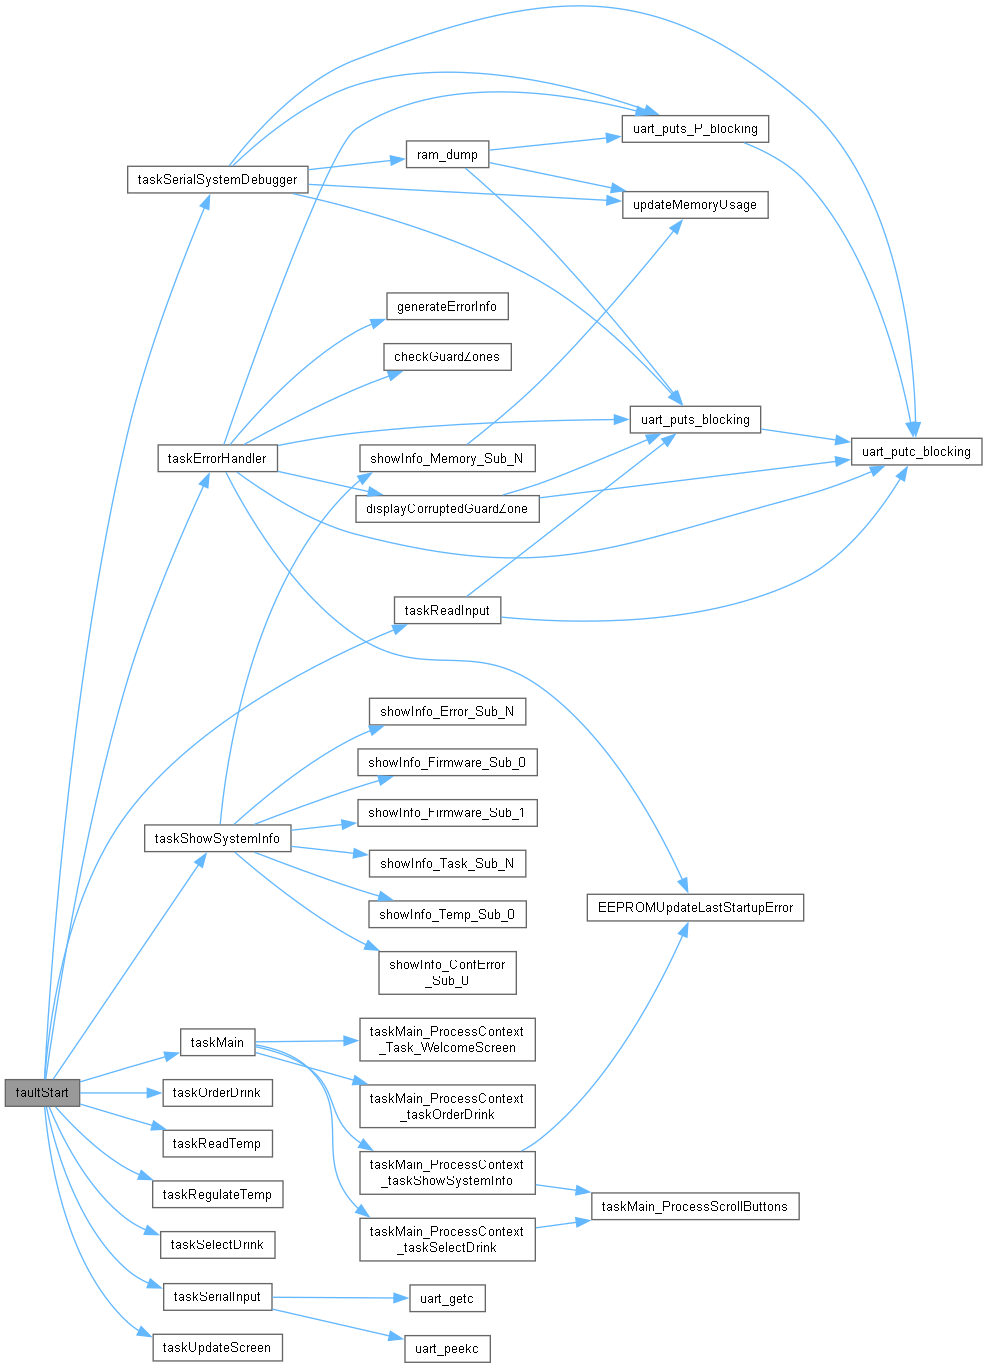 uart_puts_P_blocking
ram_dump
taskSerialSystemDebugger
updateMemoryUsage
generateErrorInfo
checkGuardZones
uart_puts_blocking
taskErrorHandler
showInfo_Memory_Sub_N
uart_putc_blocking
displayCorruptedGuardZone
taskReadInput
showInfo_Error_Sub_N
showInfo_Firmware_Sub_0
showInfo_Firmware_Sub_1
taskShowSystemInfo
showInfo_Task_Sub_N
EEPROMUpdateLastStartupError
showInfo_Temp_Sub_0
showInfo_ConfError
_Sub_0
taskMain
taskMain_ProcessContext
_Task_WelcomeScreen
faultStart
taskOrderDrink
taskMain_ProcessContext
_taskOrderDrink
taskReadTemp
taskMain_ProcessContext
_taskShowSystemInfo
taskRegulateTemp
taskMain_ProcessScrollButtons
taskSelectDrink
taskMain_ProcessContext
_taskSelectDrink
taskSerialInput
uart_getc
taskUpdateScreen
uart_peekc